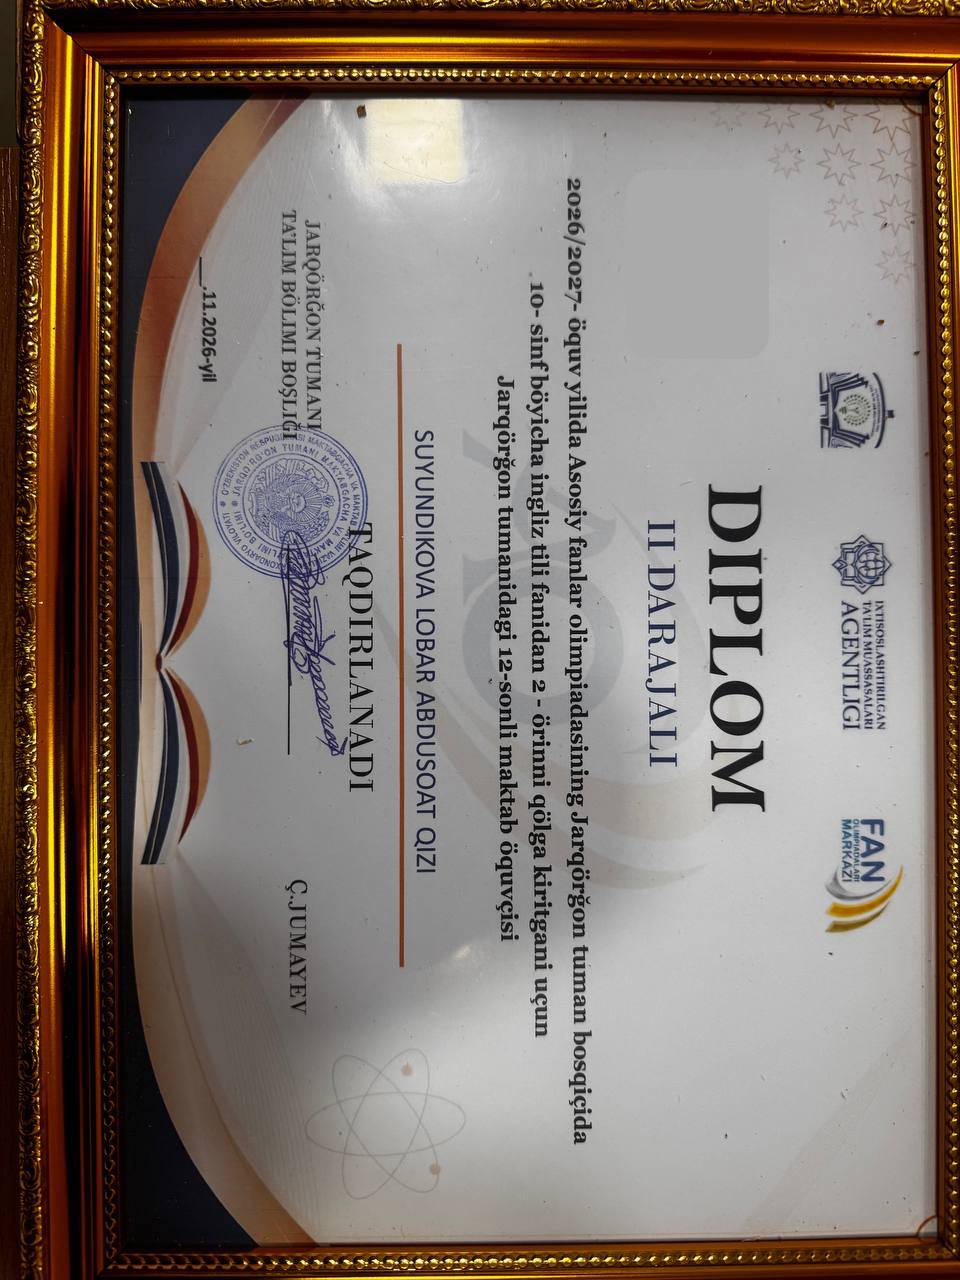 IXTISOSLASHTIRILGAN
TA'LIM MUASSASALARI
AGENTLIGI
FAN
OLIMPIADALARI
MARKAZI
DIPLOM
II DARAJALI
2026/2027- öquv yilida Asosiy fanlar olimpiadasining Jarqörğon tuman bosqiçida
10- sinf böyicha ingliz tili fanidan 2 - örinni qölga kiritgani uçun
Jarqörğon tumanidagi 12-sonli maktab öquvçisi
SUYUNDIKOVA LOBAR ABDUSOAT QIZI
TAQDIRLANADI
JARQÖRĞON TUMANI
TA'LIM BÖLIMI BOŞLIĞI
Ç.JUMAYEV
___.11.2026-yil